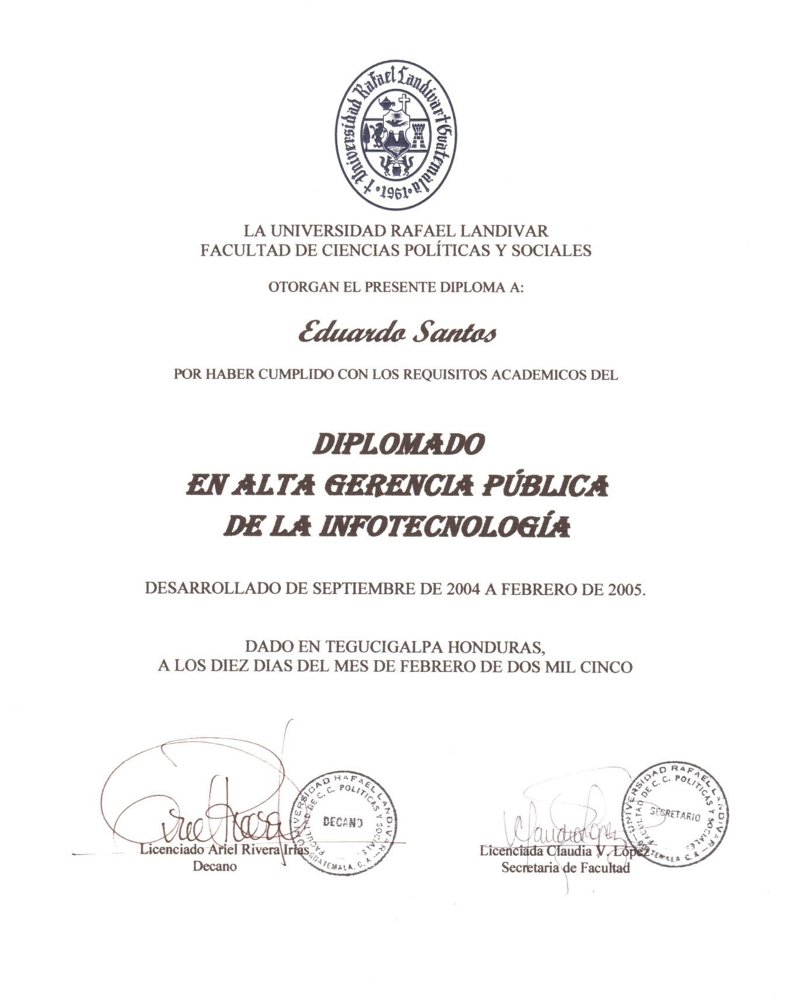 † Universidad Rafael Landívar † Guatemala • 1961 •
LA UNIVERSIDAD RAFAEL LANDIVAR
FACULTAD DE CIENCIAS POLÍTICAS Y SOCIALES
OTORGAN EL PRESENTE DIPLOMA A:
Eduardo Santos
POR HABER CUMPLIDO CON LOS REQUISITOS ACADEMICOS DEL
DIPLOMADO
EN ALTA GERENCIA PÚBLICA
DE LA INFOTECNOLOGÍA
DESARROLLADO DE SEPTIEMBRE DE 2004 A FEBRERO DE 2005.
DADO EN TEGUCIGALPA HONDURAS,
A LOS DIEZ DIAS DEL MES DE FEBRERO DE DOS MIL CINCO
UNIVERSIDAD RAFAEL LANDIVAR
FACULTAD DE C. C. POLITICAS Y SOCIALES
DECANO
GUATEMALA, C. A.
Licenciado Ariel Rivera Irías
Decano
UNIVERSIDAD RAFAEL LANDIVAR
FACULTAD DE C. C. POLITICAS Y SOCIALES
SECRETARIO
GUATEMALA C. A.
Licenciada Claudia V. López
Secretaria de Facultad